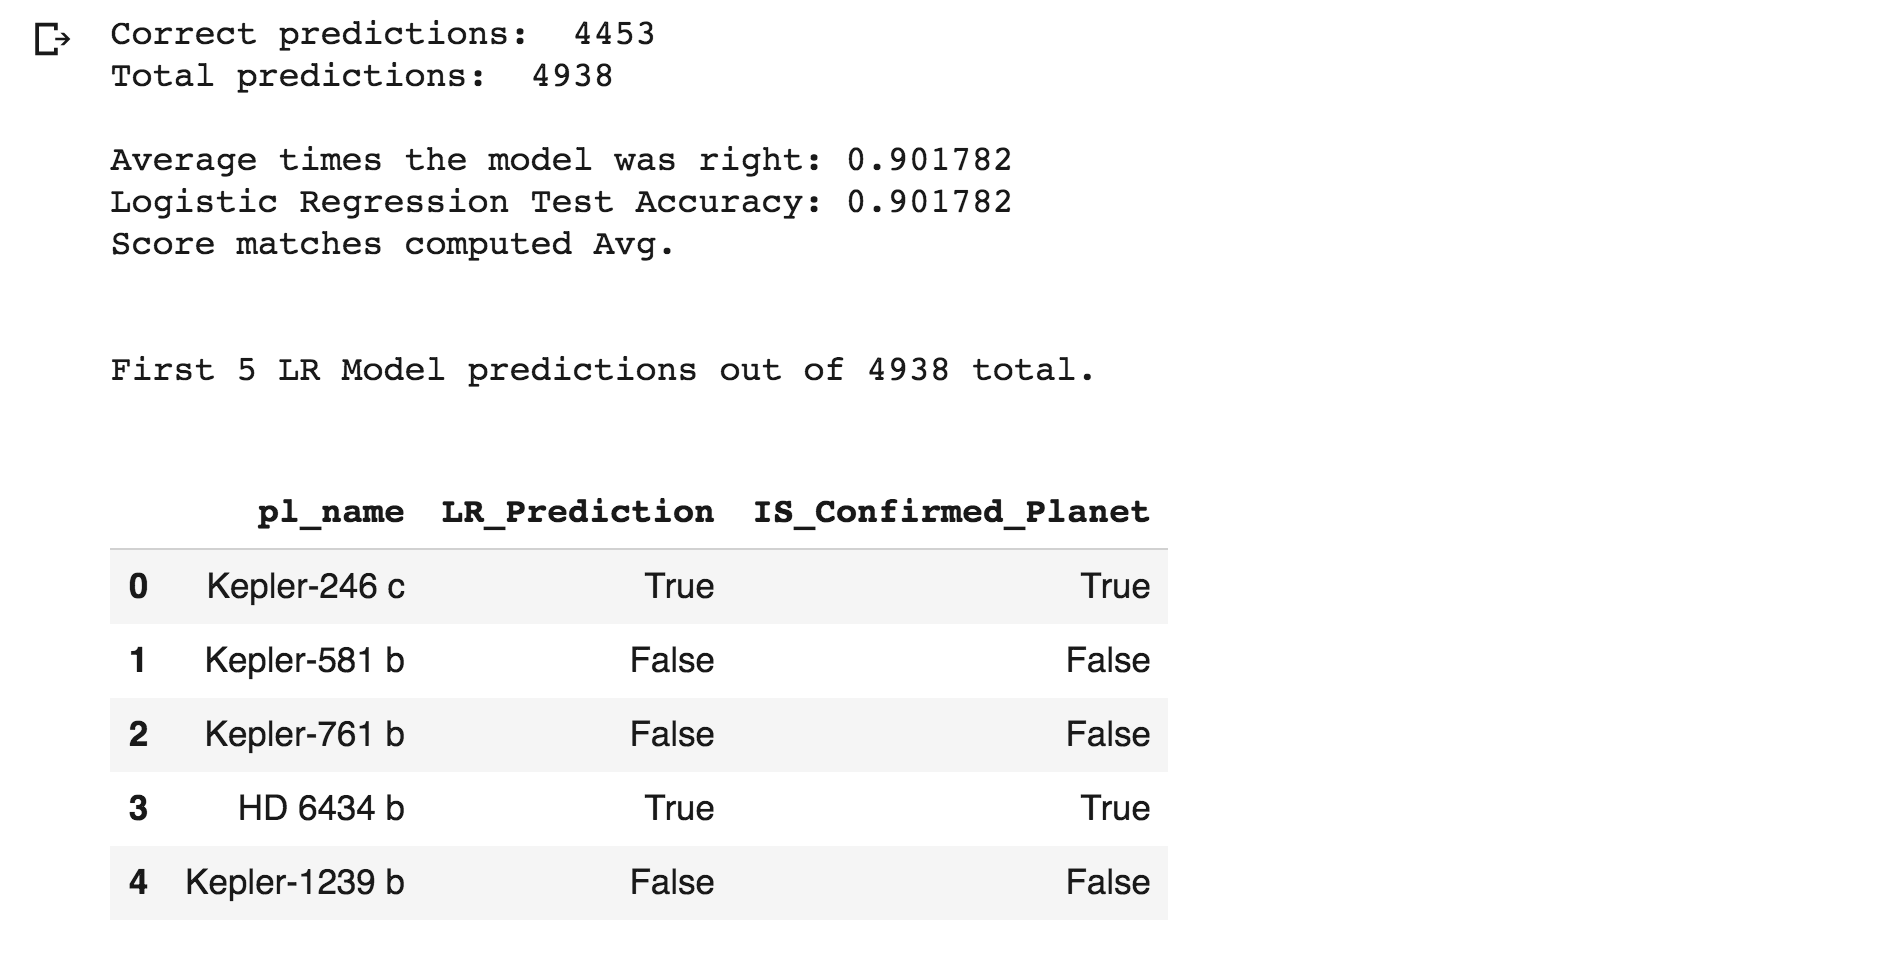 Correct predictions:  4453
Total predictions:  4938
Average times the model was right: 0.901782
Logistic Regression Test Accuracy: 0.901782
Score matches computed Avg.
First 5 LR Model predictions out of 4938 total.
pl_name LR_Prediction IS_Confirmed_Planet
0 Kepler-246 c True True
1 Kepler-581 b False False
2 Kepler-761 b False False
3 HD 6434 b True True
4 Kepler-1239 b False False